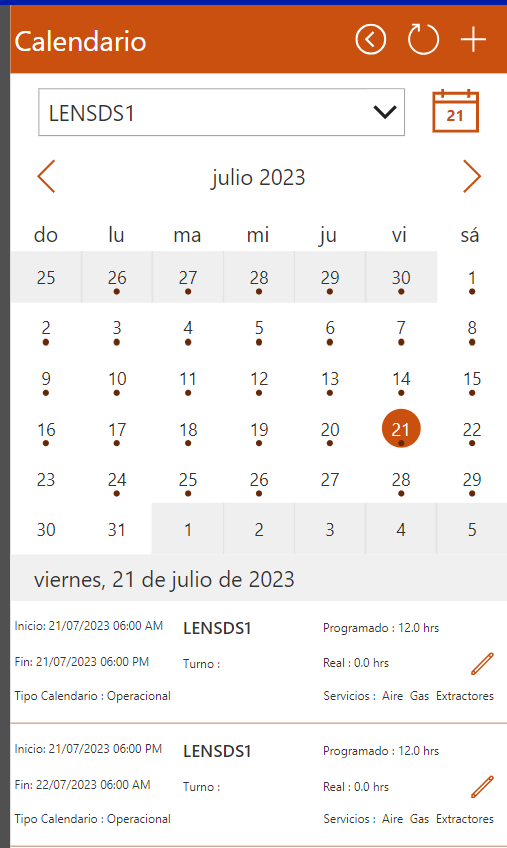 Calendario
LENSDS1
21
julio 2023
do lu ma mi ju vi sá
25 26 27 28 29 30 1
2 3 4 5 6 7 8
9 10 11 12 13 14 15
16 17 18 19 20 21 22
23 24 25 26 27 28 29
30 31 1 2 3 4 5
viernes, 21 de julio de 2023
Inicio: 21/07/2023 06:00 AM LENSDS1 Programado : 12.0 hrs
Fin: 21/07/2023 06:00 PM Turno : Real : 0.0 hrs
Tipo Calendario : Operacional Servicios : Aire Gas Extractores
Inicio: 21/07/2023 06:00 PM LENSDS1 Programado : 12.0 hrs
Fin: 22/07/2023 06:00 AM Turno : Real : 0.0 hrs
Tipo Calendario : Operacional Servicios : Aire Gas Extractores